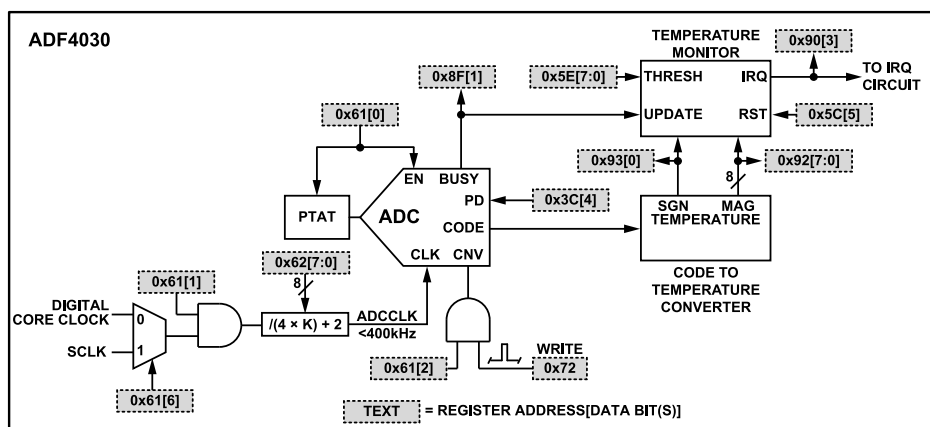 ADF4030
TEMPERATURE
MONITOR
0x90[3]
0x8F[1]
0x5E[7:0]
THRESH
IRQ
TO IRQ
CIRCUIT
0x61[0]
UPDATE
RST
0x5C[5]
0x93[0]
0x92[7:0]
EN
BUSY
8
PD
0x3C[4]
PTAT
ADC
CODE
SGN
MAG
TEMPERATURE
CLK
CNV
0x62[7:0]
CODE TO
TEMPERATURE
CONVERTER
0x61[1]
8
DIGITAL
CORE CLOCK
0
/(4 × K) + 2
ADCCLK
<400kHz
SCLK
1
WRITE
0x61[2]
0x72
0x61[6]
TEXT = REGISTER ADDRESS[DATA BIT(S)]